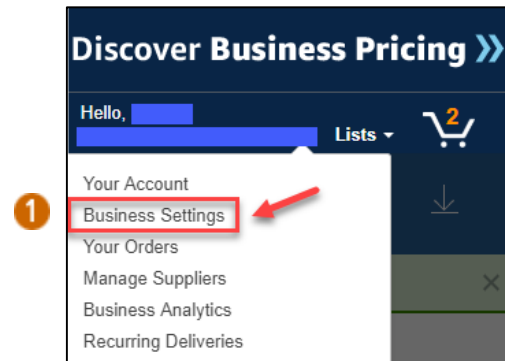 Discover Business Pricing »
Hello,
Lists
2
Your Account
1
Business Settings
Your Orders
Manage Suppliers
Business Analytics
Recurring Deliveries